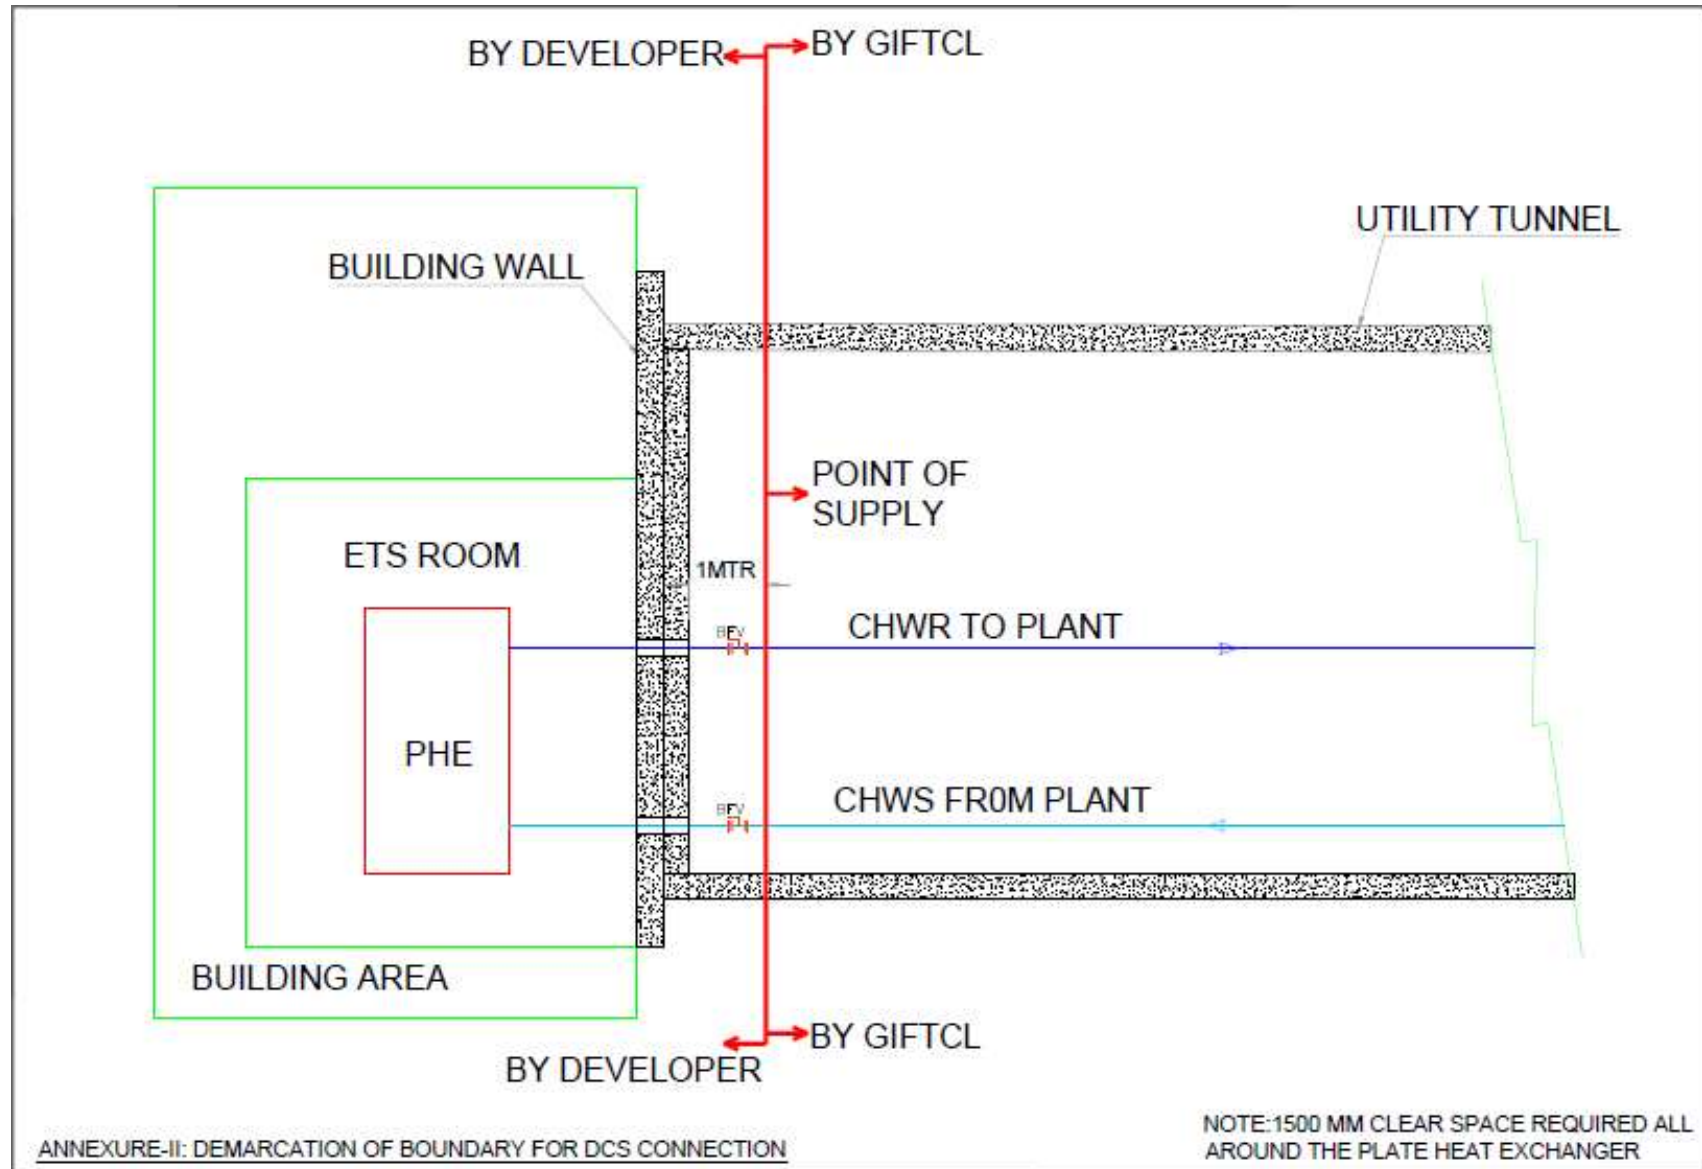 BY DEVELOPER
BY GIFTCL
UTILITY TUNNEL
BUILDING WALL
POINT OF
SUPPLY
ETS ROOM
1MTR
BFV
CHWR TO PLANT
PHE
BFV
CHWS FR0M PLANT
BUILDING AREA
BY GIFTCL
BY DEVELOPER
NOTE:1500 MM CLEAR SPACE REQUIRED ALL
AROUND THE PLATE HEAT EXCHANGER
ANNEXURE-II: DEMARCATION OF BOUNDARY FOR DCS CONNECTION